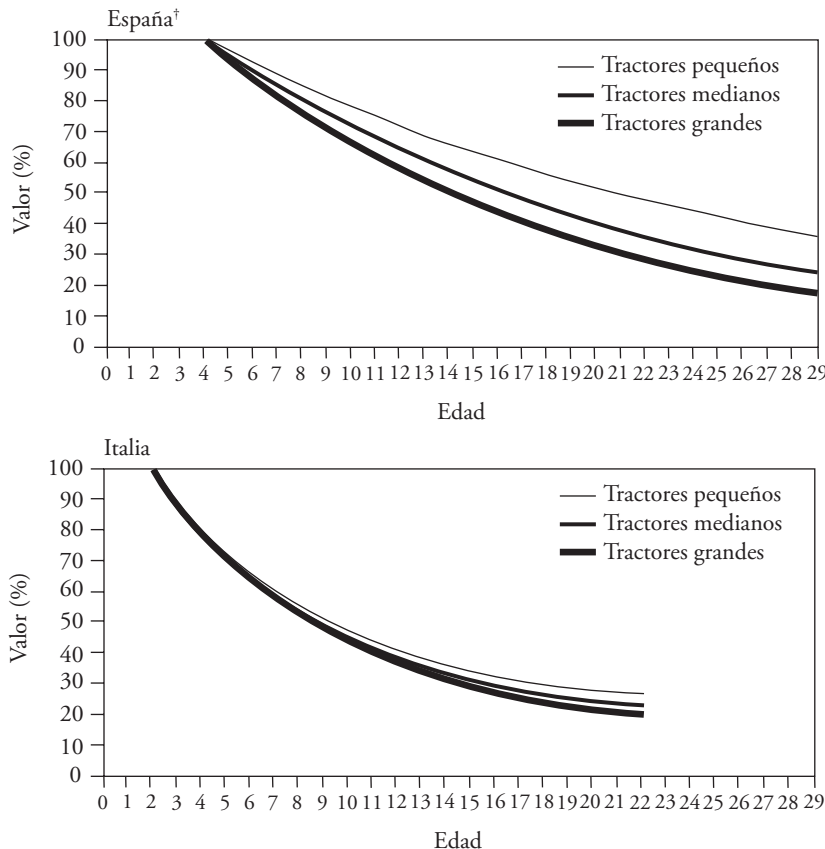 España†
100
90
80
70
60
50
40
30
20
10
0
Valor (%)
Tractores pequeños
Tractores medianos
Tractores grandes
0 1 2 3 4 5 6 7 8 9 10 11 12 13 14 15 16 17 18 19 20 21 22 23 24 25 26 27 28 29
Edad
Italia
100
90
80
70
60
50
40
30
20
10
0
Valor (%)
Tractores pequeños
Tractores medianos
Tractores grandes
0 1 2 3 4 5 6 7 8 9 10 11 12 13 14 15 16 17 18 19 20 21 22 23 24 25 26 27 28 29
Edad